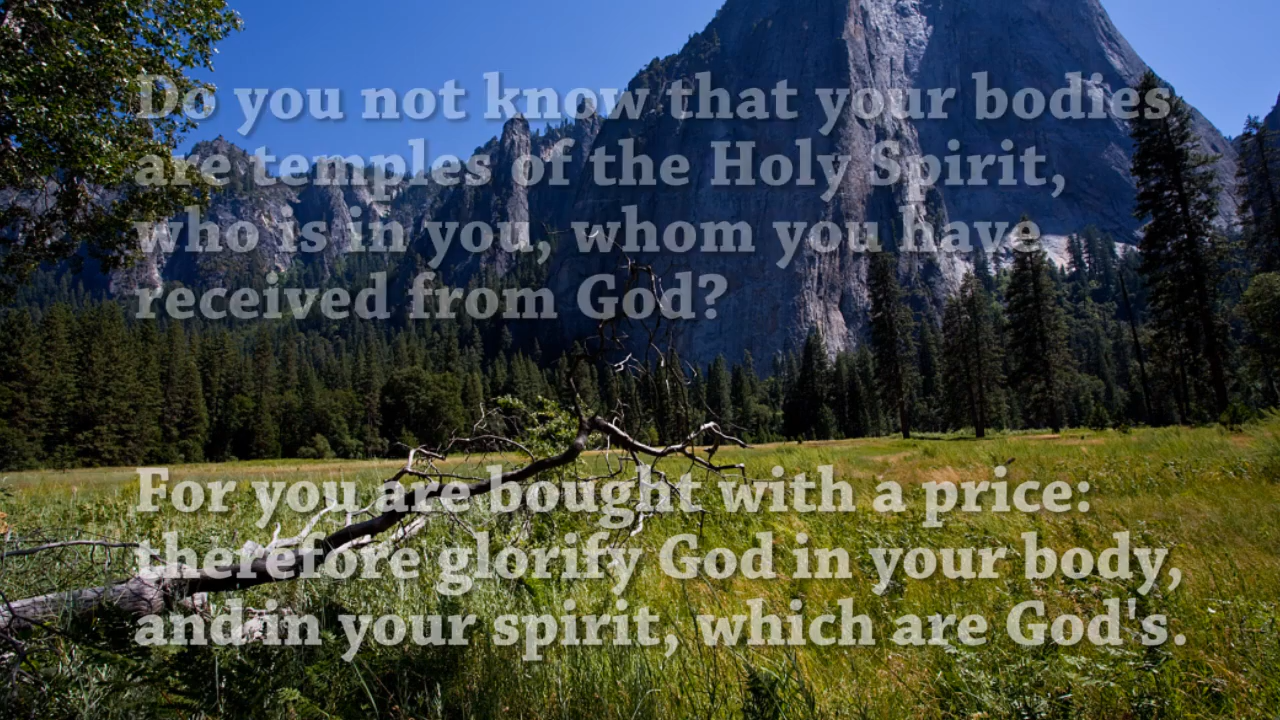 Do you not know that your bodies
are temples of the Holy Spirit,
who is in you, whom you have
received from God?
For you are bought with a price:
therefore glorify God in your body,
and in your spirit, which are God's.